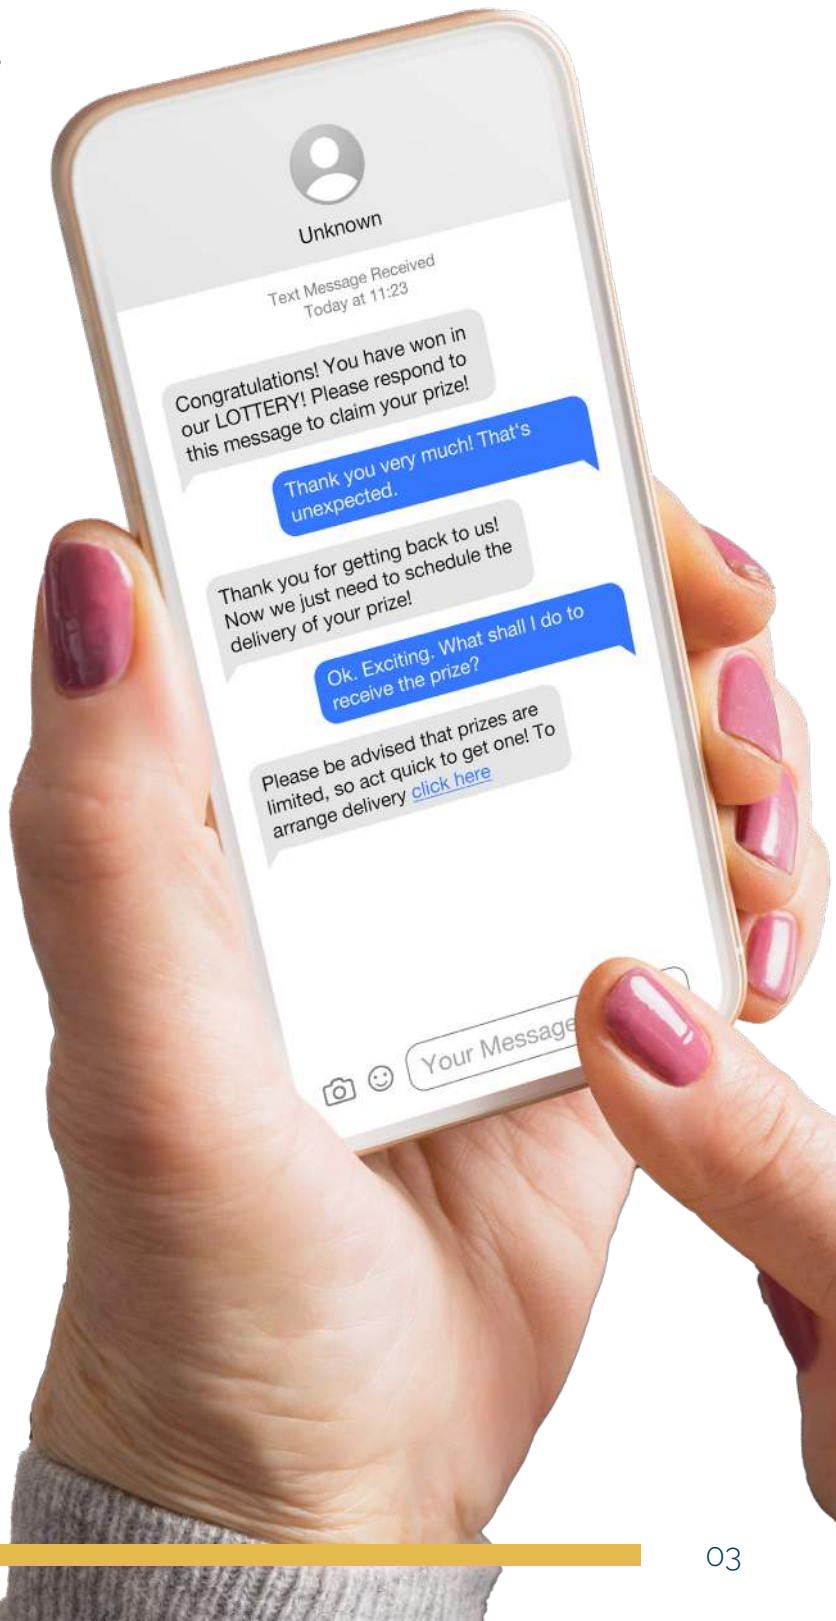 Unknown
Text Message Received
Today at 11:23
Congratulations! You have won in
our LOTTERY! Please respond to
this message to claim your prize!
Thank you very much! That's
unexpected.
Thank you for getting back to us!
Now we just need to schedule the
delivery of your prize!
Ok. Exciting. What shall I do to
receive the prize?
Please be advised that prizes are
limited, so act quick to get one! To
arrange delivery click here
Your Message
03